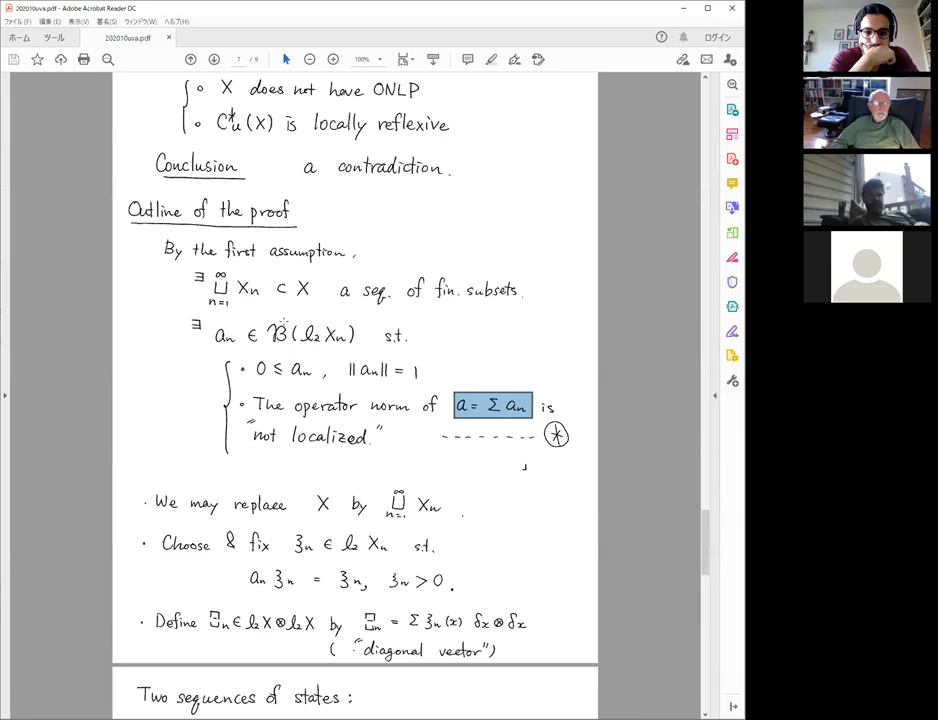 202010uva.pdf - Adobe Acrobat Reader DC
ファイル(F) 編集(E) 表示(V) 署名(S) ウィンドウ(W) ヘルプ(H)
ホーム ツール 202010uva.pdf × ログイン
7 / 9 100%
∘ X does not have ONLP
∘ C*u(X) is locally reflexive
Conclusion a contradiction.
Outline of the proof
By the first assumption,
∃ ∞⊔n=1 Xn ⊂ X a seq. of fin. subsets.
∃ an ∈ B(l2 Xn) s.t.
• 0 ≤ an, ||an|| = 1
• The operator norm of a = Σ an is
"not localized." ⊛
• We may replace X by ∞⊔n=1 Xn.
• Choose & fix ξn ∈ l2 Xn s.t.
an ξn = ξn, ξn > 0.
• Define Ξn ∈ l2X ⊗ l2X by Ξn = Σ ξn(x) δx ⊗ δx
("diagonal vector")
Two sequences of states :